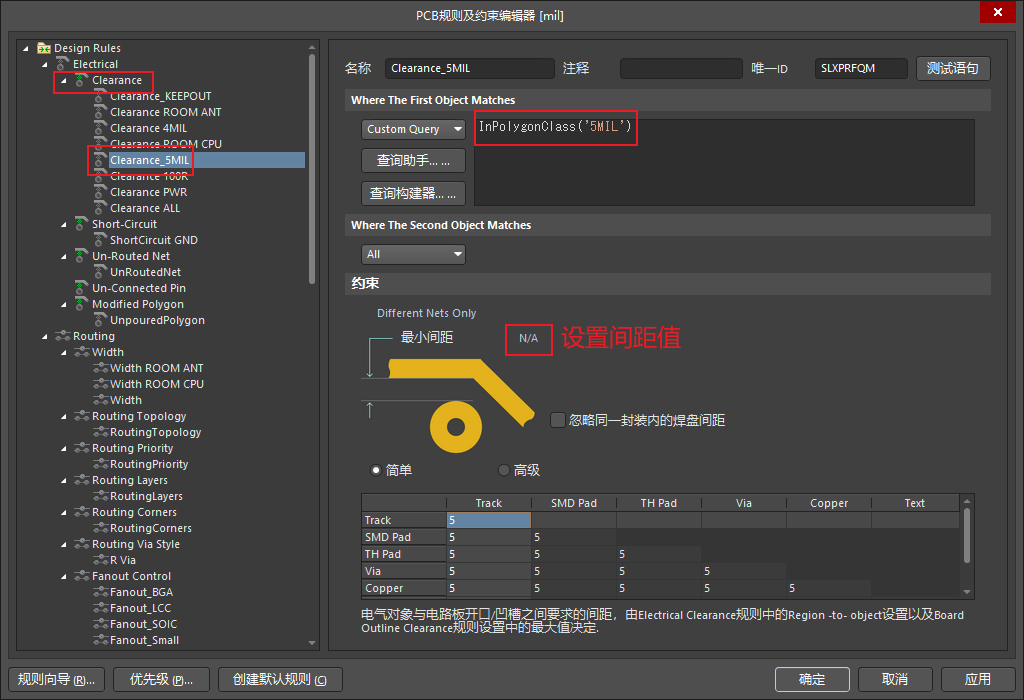 PCB规则及约束编辑器 [mil]
Design Rules
Electrical
Clearance
Clearance_KEEPOUT
Clearance ROOM ANT
Clearance 4MIL
Clearance ROOM CPU
Clearance_5MIL
Clearance 100R
Clearance PWR
Clearance ALL
Short-Circuit
ShortCircuit GND
Un-Routed Net
UnRoutedNet
Un-Connected Pin
Modified Polygon
UnpouredPolygon
Routing
Width
Width ROOM ANT
Width ROOM CPU
Width
Routing Topology
RoutingTopology
Routing Priority
RoutingPriority
Routing Layers
RoutingLayers
Routing Corners
RoutingCorners
Routing Via Style
R Via
Fanout Control
Fanout_BGA
Fanout_LCC
Fanout_SOIC
Fanout_Small
名称 Clearance_5MIL 注释 唯一ID SLXPRFQM 测试语句
Where The First Object Matches
Custom Query InPolygonClass('5MIL')
查询助手... ...
查询构建器... ...
Where The Second Object Matches
All
约束
Different Nets Only
最小间距 N/A 设置间距值
忽略同一封装内的焊盘间距
简单 高级
Track SMD Pad TH Pad Via Copper Text
Track 5
SMD Pad 5 5
TH Pad 5 5 5
Via 5 5 5 5
Copper 5 5 5 5 5
电气对象与电路板开口/凹槽之间要求的间距，由Electrical Clearance规则中的Region -to- object设置以及Board
Outline Clearance规则设置中的最大值决定.
规则向导 (R)... 优先级 (P)... 创建默认规则 (C) 确定 取消 应用